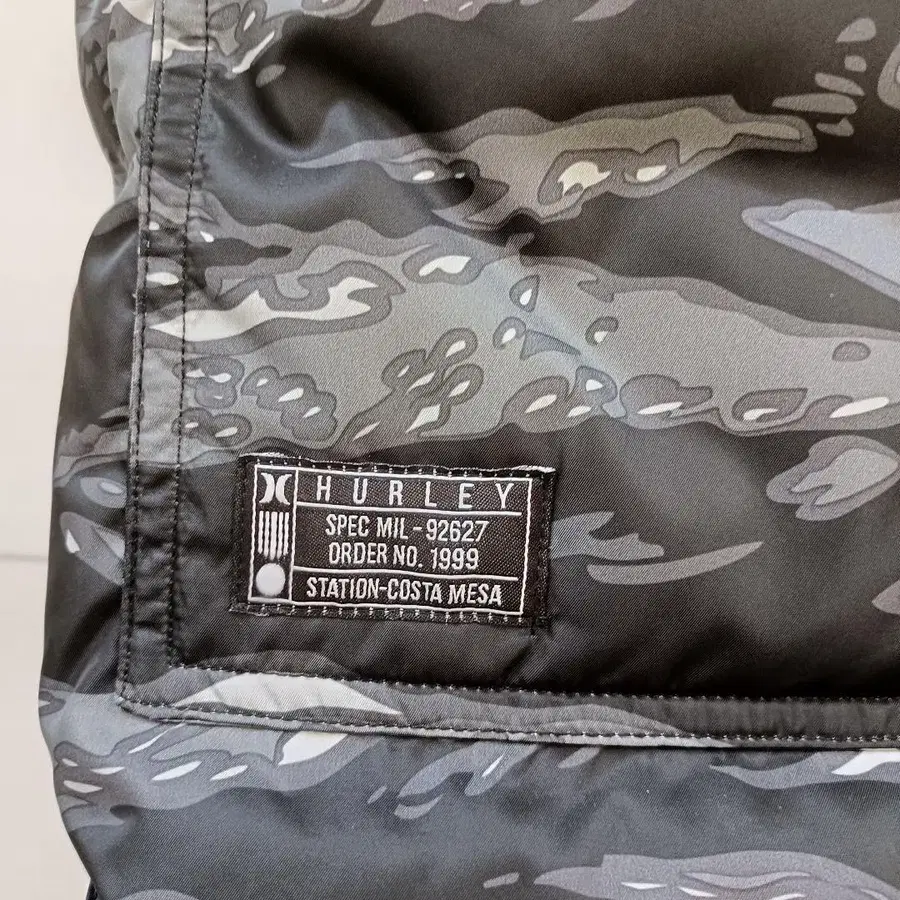 HURLEY
SPEC MIL-92627
ORDER NO. 1999
STATION-COSTA MESA